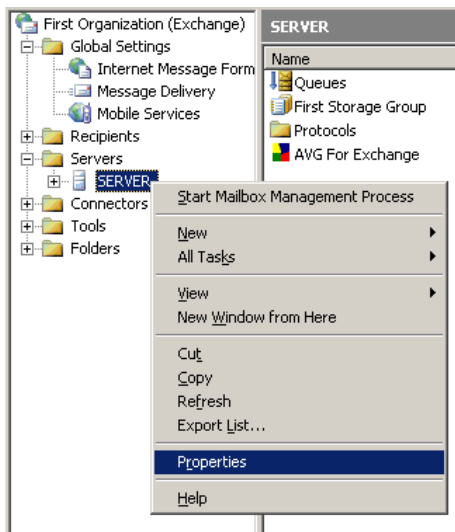 First Organization (Exchange)
Global Settings
Internet Message Form
Message Delivery
Mobile Services
Recipients
Servers
SERVER
Connectors
Tools
Folders
SERVER
Name
Queues
First Storage Group
Protocols
AVG For Exchange
Start Mailbox Management Process
New
All Tasks
View
New Window from Here
Cut
Copy
Refresh
Export List...
Properties
Help